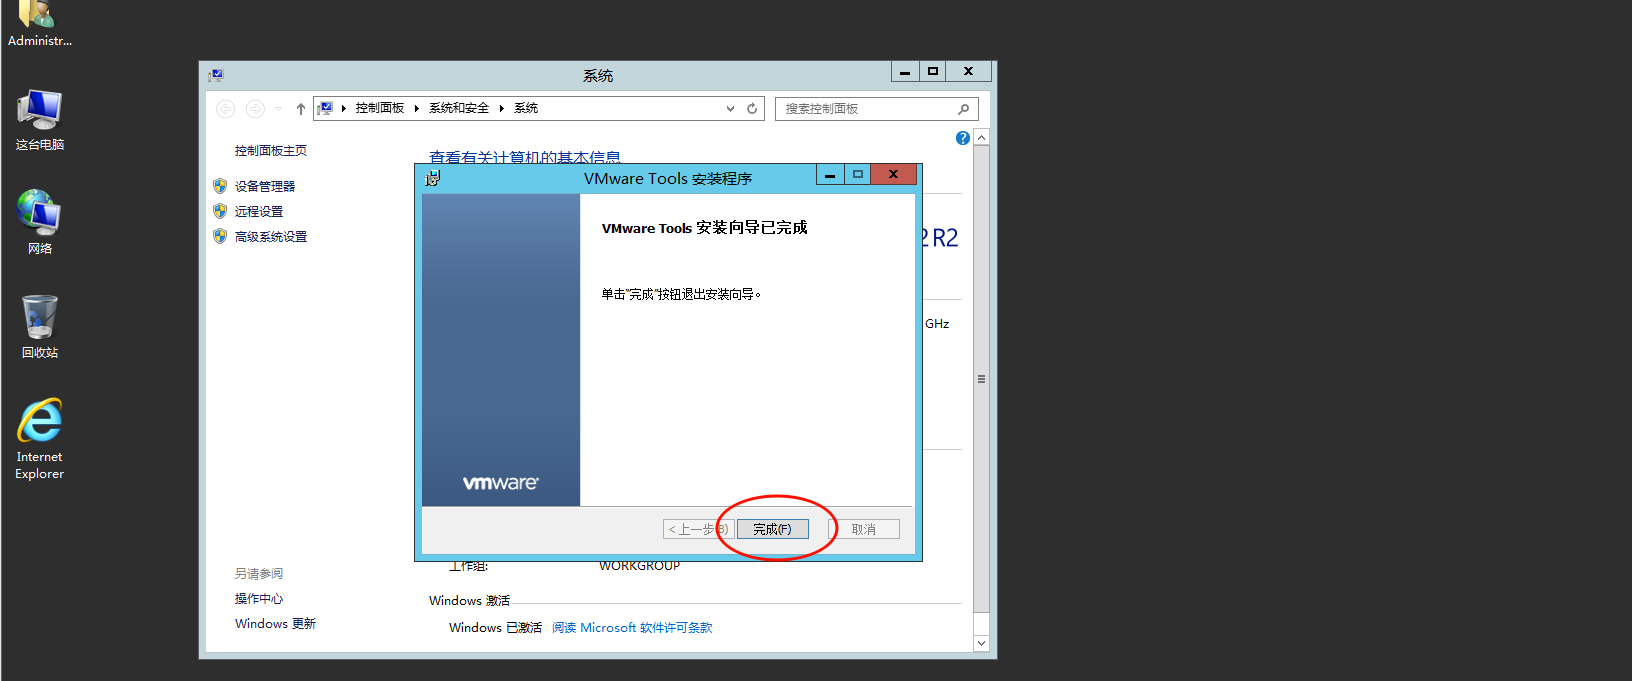 Administr...
这台电脑
网络
回收站
Internet
Explorer
系统
控制面板 系统和安全 系统
搜索控制面板
控制面板主页
设备管理器
远程设置
高级系统设置
另请参阅
操作中心
Windows 更新
查看有关计算机的基本信息
R2
GHz
VMware Tools 安装程序
VMware Tools 安装向导已完成
单击"完成"按钮退出安装向导。
vmware
< 上一步(B)
完成(F)
取消
工作组: WORKGROUP
Windows 激活
Windows 已激活 阅读 Microsoft 软件许可条款